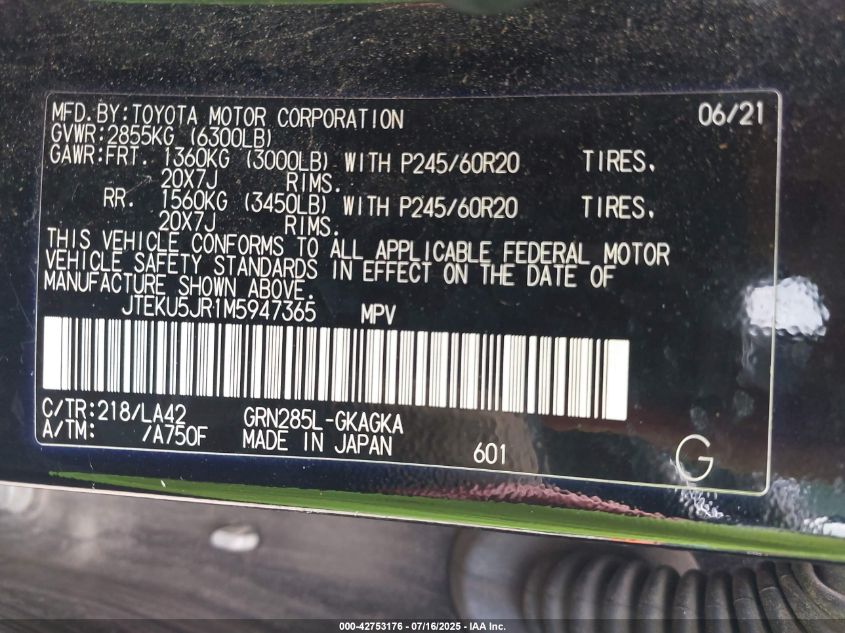 MFD.BY:TOYOTA MOTOR CORPORATION 06/21
GVWR:2855KG (6300LB)
GAWR:FRT. 1360KG (3000LB) WITH P245/60R20 TIRES.
20X7J RIMS.
RR. 1560KG (3450LB) WITH P245/60R20 TIRES.
20X7J RIMS.
THIS VEHICLE CONFORMS TO ALL APPLICABLE FEDERAL MOTOR
VEHICLE SAFETY STANDARDS IN EFFECT ON THE DATE OF
MANUFACTURE SHOWN ABOVE.
JTEKU5JR1M5947365 MPV
C/TR:218/LA42 GRN285L-GKAGKA
A/TM: /A750F MADE IN JAPAN 601
G
000-42753176 - 07/16/2025 - IAA Inc.